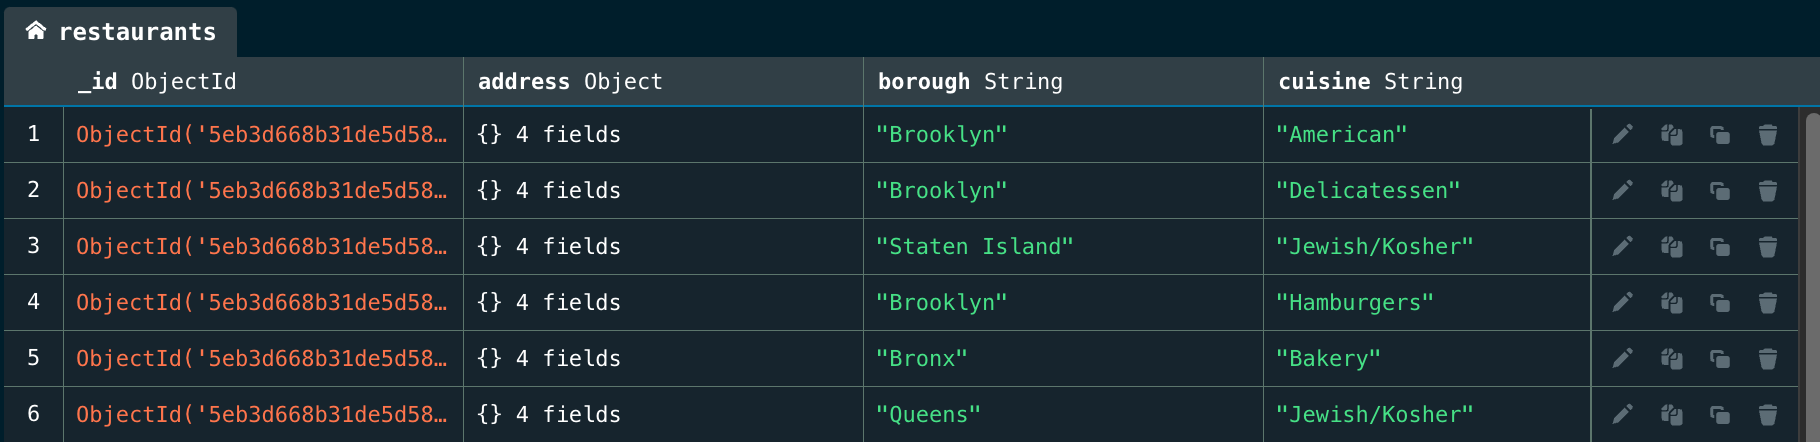 restaurants
_id ObjectId address Object borough String cuisine String
1 ObjectId('5eb3d668b31de5d58… {} 4 fields "Brooklyn" "American"
2 ObjectId('5eb3d668b31de5d58… {} 4 fields "Brooklyn" "Delicatessen"
3 ObjectId('5eb3d668b31de5d58… {} 4 fields "Staten Island" "Jewish/Kosher"
4 ObjectId('5eb3d668b31de5d58… {} 4 fields "Brooklyn" "Hamburgers"
5 ObjectId('5eb3d668b31de5d58… {} 4 fields "Bronx" "Bakery"
6 ObjectId('5eb3d668b31de5d58… {} 4 fields "Queens" "Jewish/Kosher"